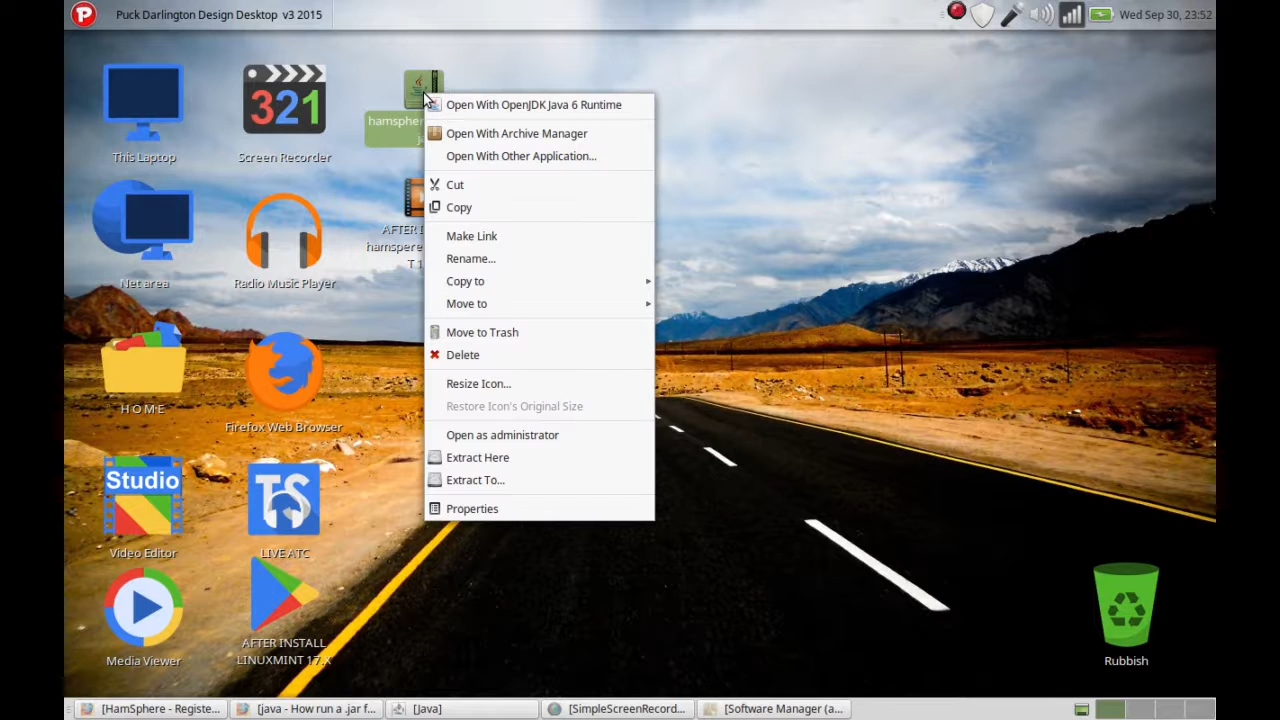 Puck Darlington Design Desktop v3 2015
Wed Sep 30, 23:52
This Laptop
321
Screen Recorder
hamspher
j
Net area
Radio Music Player
AFTER I
hamspere
T 1
H O M E
Firefox Web Browser
Studio
Video Editor
TS
LIVE ATC
Media Viewer
AFTER INSTALL
LINUXMINT 17.X
Rubbish
Open With OpenJDK Java 6 Runtime
Open With Archive Manager
Open With Other Application...
Cut
Copy
Make Link
Rename...
Copy to
Move to
Move to Trash
Delete
Resize Icon...
Restore Icon's Original Size
Open as administrator
Extract Here
Extract To...
Properties
[HamSphere - Registe...
[java - How run a .jar f...
[Java]
[SimpleScreenRecord...
[Software Manager (a...